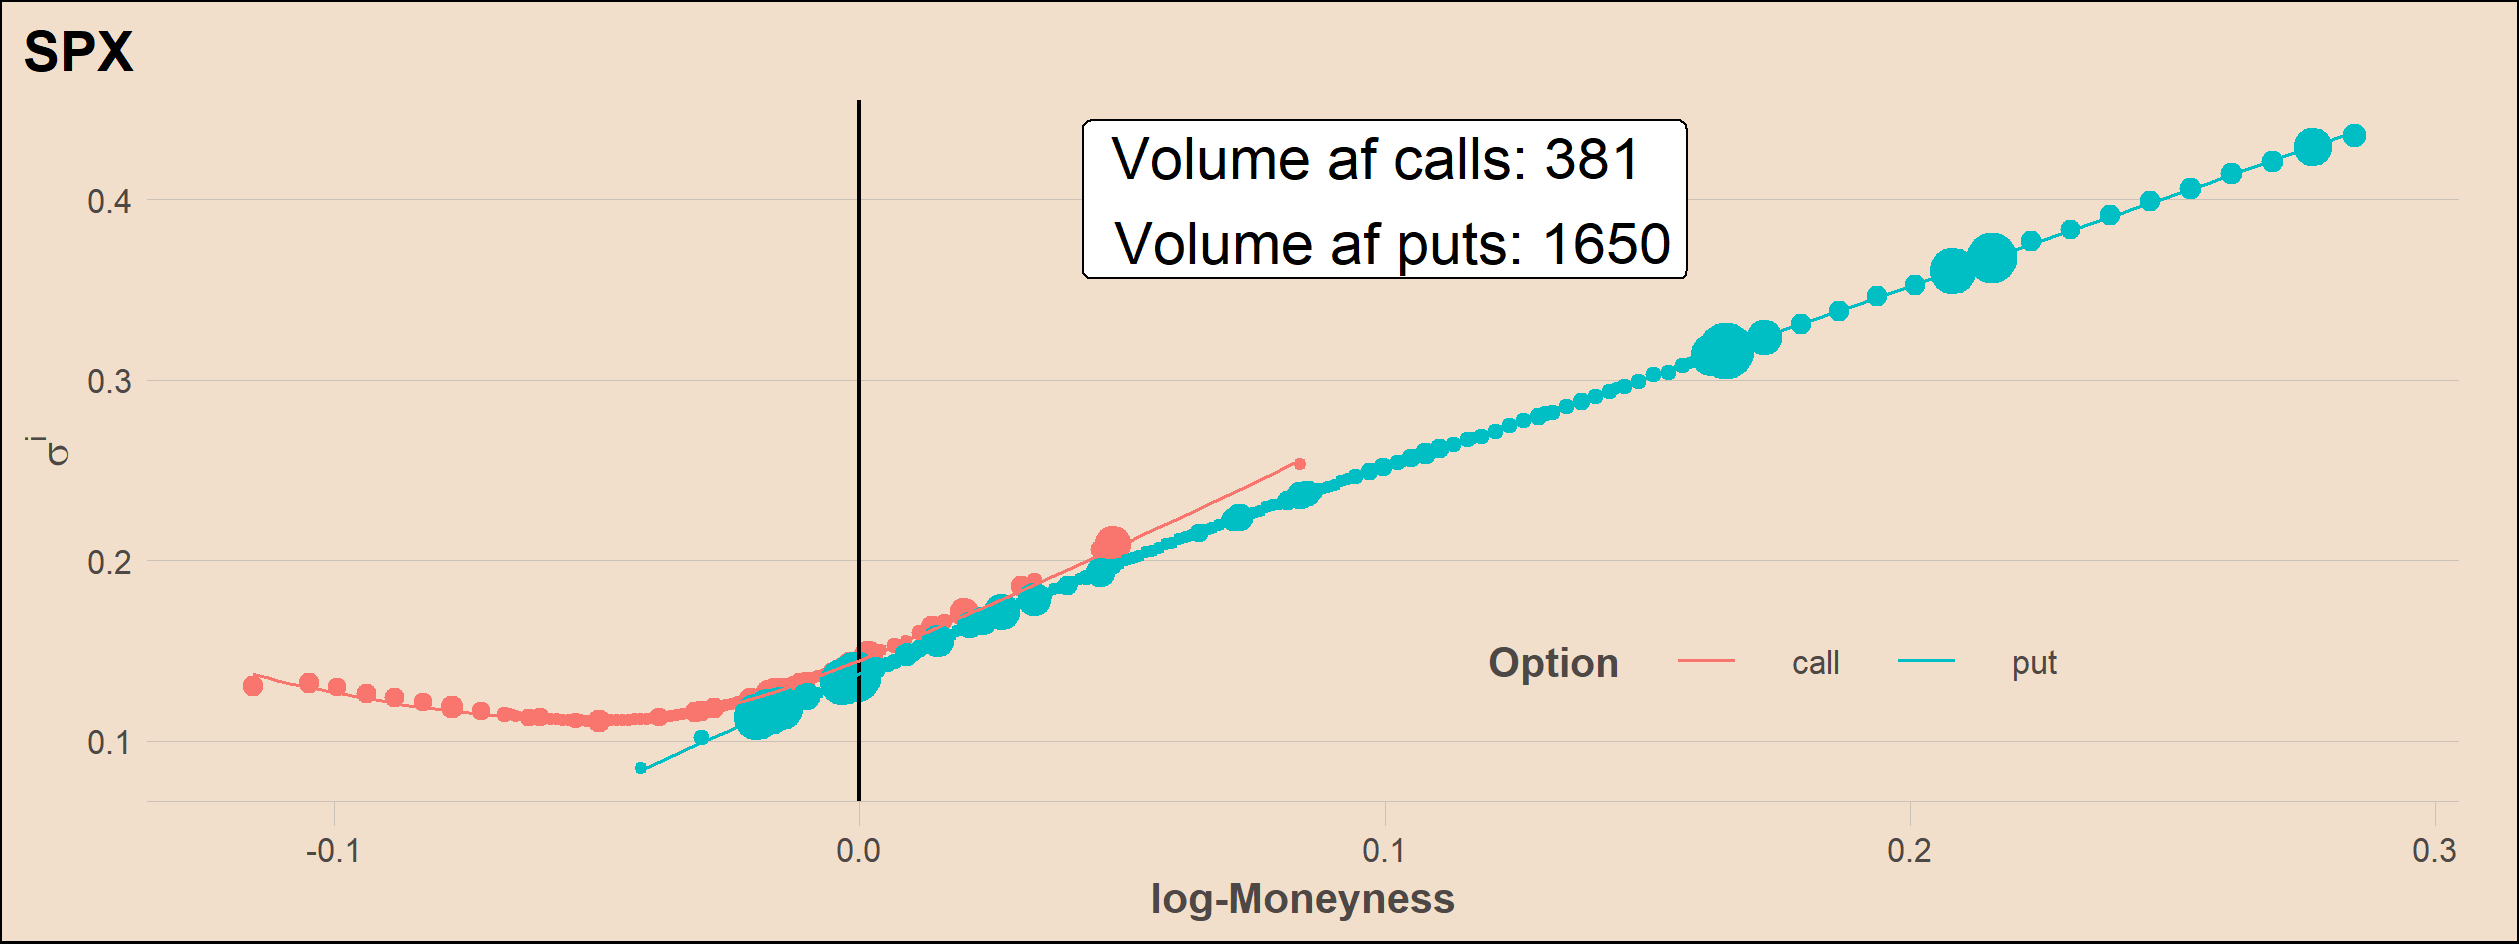 SPX
Volume af calls: 381
Volume af puts: 1650
0.4
0.3
0.2
0.1
σ i
Option call put
-0.1 0.0 0.1 0.2 0.3
log-Moneyness